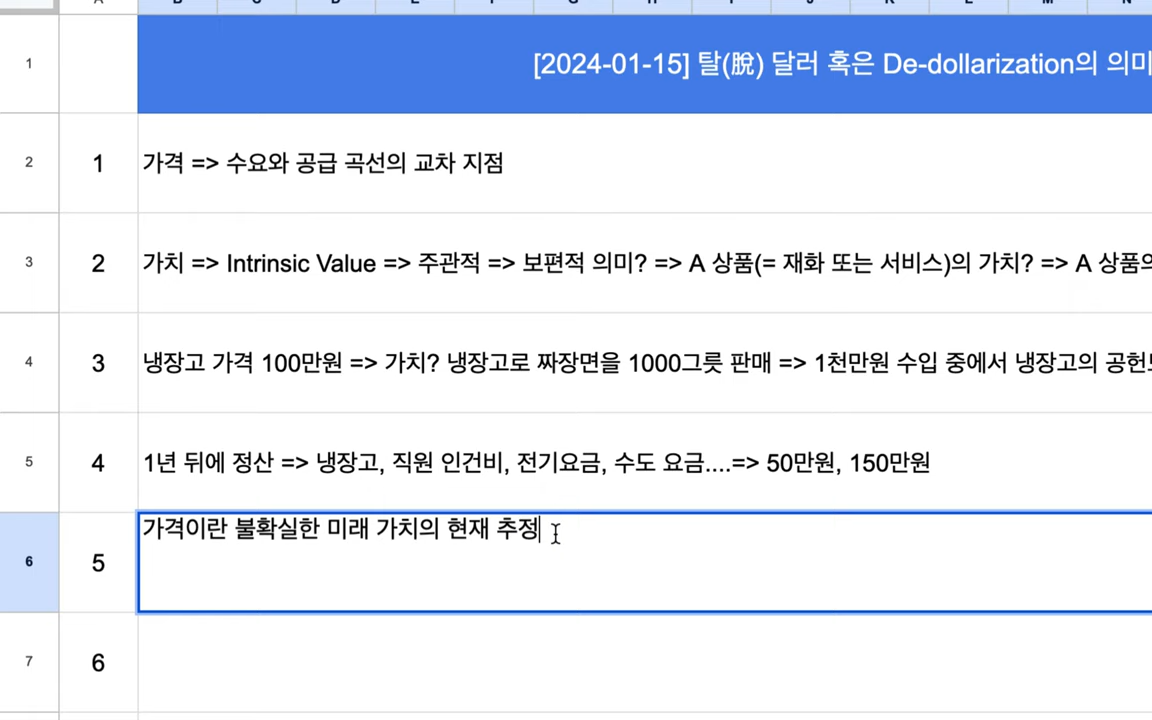 1
[2024-01-15] 탈(脫) 달러 혹은 De-dollarization의 의미
2
1
가격 => 수요와 공급 곡선의 교차 지점
3
2
가치 => Intrinsic Value => 주관적 => 보편적 의미? => A 상품(= 재화 또는 서비스)의 가치? => A 상품의
4
3
냉장고 가격 100만원 => 가치? 냉장고로 짜장면을 1000그릇 판매 => 1천만원 수입 중에서 냉장고의
5
4
1년 뒤에 정산 => 냉장고, 직원 인건비, 전기요금, 수도 요금....=> 50만원, 150만원
6
5
가격이란 불확실한 미래 가치의 현재 추정
7
6